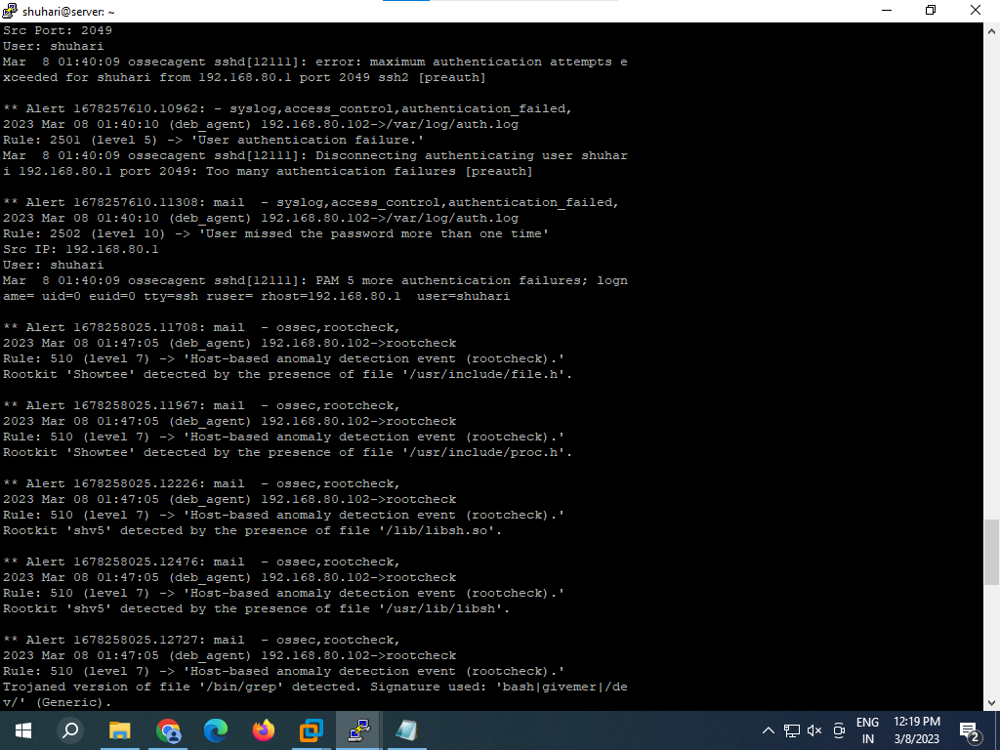 shuhari@server: ~
Src Port: 2049
User: shuhari
Mar  8 01:40:09 ossecagent sshd[12111]: error: maximum authentication attempts e
xceeded for shuhari from 192.168.80.1 port 2049 ssh2 [preauth]
** Alert 1678257610.10962: - syslog,access_control,authentication_failed,
2023 Mar 08 01:40:10 (deb_agent) 192.168.80.102->/var/log/auth.log
Rule: 2501 (level 5) -> 'User authentication failure.'
Mar  8 01:40:09 ossecagent sshd[12111]: Disconnecting authenticating user shuhar
i 192.168.80.1 port 2049: Too many authentication failures [preauth]
** Alert 1678257610.11308: mail  - syslog,access_control,authentication_failed,
2023 Mar 08 01:40:10 (deb_agent) 192.168.80.102->/var/log/auth.log
Rule: 2502 (level 10) -> 'User missed the password more than one time'
Src IP: 192.168.80.1
User: shuhari
Mar  8 01:40:09 ossecagent sshd[12111]: PAM 5 more authentication failures; logn
ame= uid=0 euid=0 tty=ssh ruser= rhost=192.168.80.1  user=shuhari
** Alert 1678258025.11708: mail  - ossec,rootcheck,
2023 Mar 08 01:47:05 (deb_agent) 192.168.80.102->rootcheck
Rule: 510 (level 7) -> 'Host-based anomaly detection event (rootcheck).'
Rootkit 'Showtee' detected by the presence of file '/usr/include/file.h'.
** Alert 1678258025.11967: mail  - ossec,rootcheck,
2023 Mar 08 01:47:05 (deb_agent) 192.168.80.102->rootcheck
Rule: 510 (level 7) -> 'Host-based anomaly detection event (rootcheck).'
Rootkit 'Showtee' detected by the presence of file '/usr/include/proc.h'.
** Alert 1678258025.12226: mail  - ossec,rootcheck,
2023 Mar 08 01:47:05 (deb_agent) 192.168.80.102->rootcheck
Rule: 510 (level 7) -> 'Host-based anomaly detection event (rootcheck).'
Rootkit 'shv5' detected by the presence of file '/lib/libsh.so'.
** Alert 1678258025.12476: mail  - ossec,rootcheck,
2023 Mar 08 01:47:05 (deb_agent) 192.168.80.102->rootcheck
Rule: 510 (level 7) -> 'Host-based anomaly detection event (rootcheck).'
Rootkit 'shv5' detected by the presence of file '/usr/lib/libsh'.
** Alert 1678258025.12727: mail  - ossec,rootcheck,
2023 Mar 08 01:47:05 (deb_agent) 192.168.80.102->rootcheck
Rule: 510 (level 7) -> 'Host-based anomaly detection event (rootcheck).'
Trojaned version of file '/bin/grep' detected. Signature used: 'bash|givemer|/de
v/' (Generic).
ENG
IN
12:19 PM
3/8/2023
2